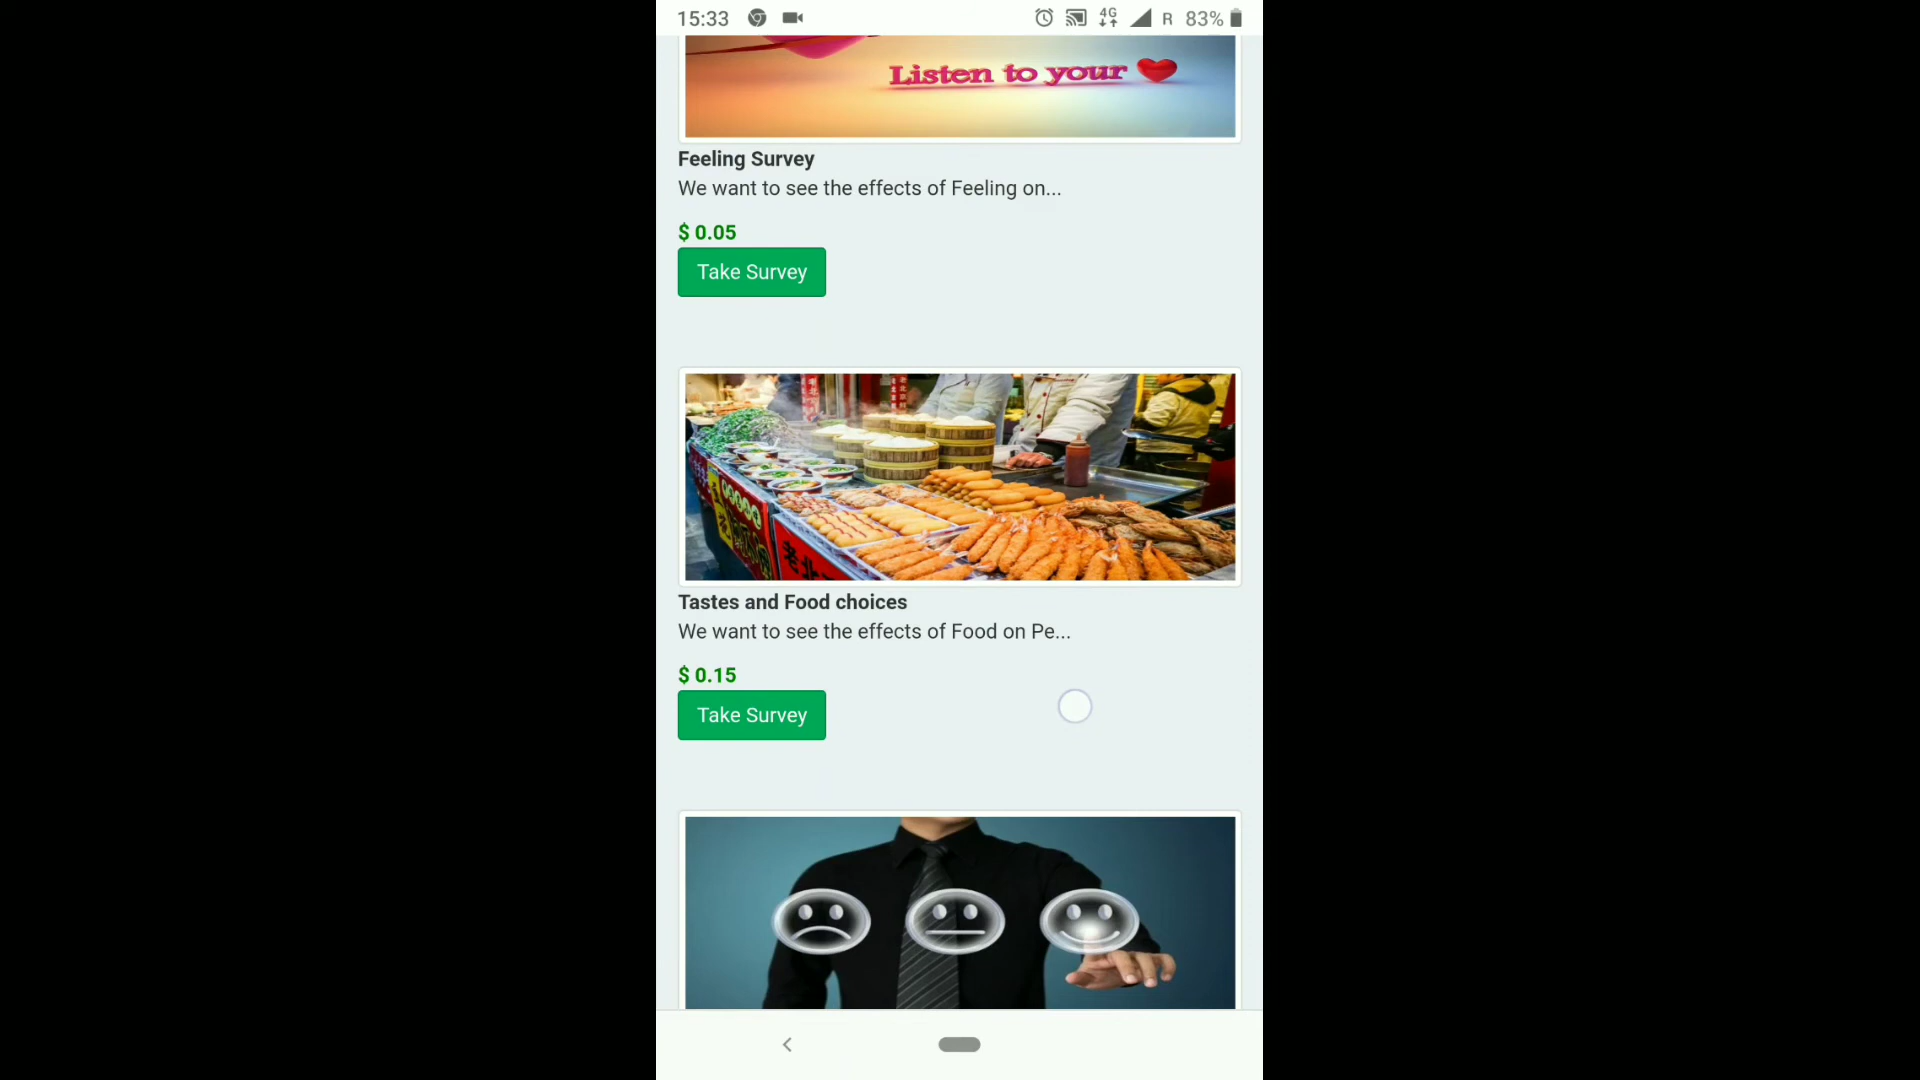 15:33
4G
R
83%
Listen to your
Feeling Survey
We want to see the effects of Feeling on...
$ 0.05
Take Survey
Tastes and Food choices
We want to see the effects of Food on Pe...
$ 0.15
Take Survey